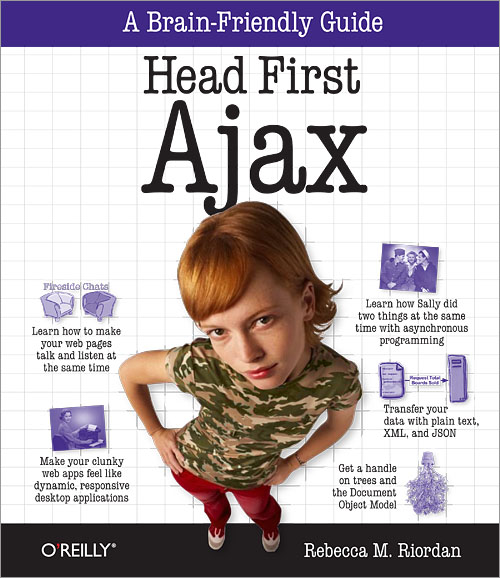 A Brain-Friendly Guide
Head First
Ajax
Fireside Chats
Learn how to make
your web pages
talk and listen at
the same time
Make your clunky
web apps feel like
dynamic, responsive
desktop applications
Learn how Sally did
two things at the same
time with asynchronous
programming
Request Total
Boards Sold
Transfer your
data with plain text,
XML, and JSON
Get a handle
on trees and
the Document
Object Model
O'REILLY®
Rebecca M. Riordan